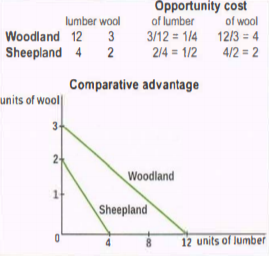 Opportunity cost
lumber wool of lumber of wool
Woodland 12 3 3/12 = 1/4 12/3 = 4
Sheepland 4 2 2/4 = 1/2 4/2 = 2
Comparative advantage
units of wool
3
2
1
Woodland
Sheepland
0 4 8 12 units of lumber